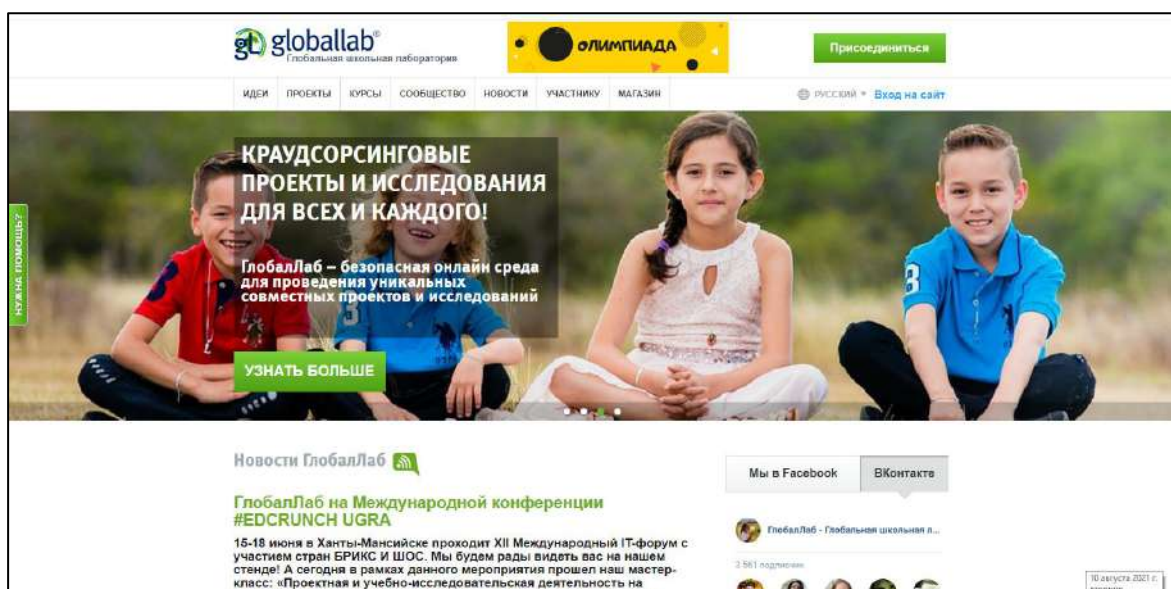 globallab®
Глобальная школьная лаборатория
ОЛИМПИАДА
Присоединиться
ИДЕИ ПРОЕКТЫ КУРСЫ СООБЩЕСТВО НОВОСТИ УЧАСТНИКУ МАГАЗИН
РУССКИЙ Вход на сайт
НУЖНА ПОМОЩЬ?
КРАУДСОРСИНГОВЫЕ
ПРОЕКТЫ И ИССЛЕДОВАНИЯ
ДЛЯ ВСЕХ И КАЖДОГО!
ГлобалЛаб – безопасная онлайн среда
для проведения уникальных
совместных проектов и исследований
УЗНАТЬ БОЛЬШЕ
Новости ГлобалЛаб
ГлобалЛаб на Международной конференции
#EDCRUNCH UGRA
15-18 июня в Ханты-Мансийске проходит XII Международный IT-форум с
участием стран БРИКС И ШОС. Мы будем рады видеть вас на нашем
стенде! А сегодня в рамках данного мероприятия прошел наш мастер-
класс: «Проектная и учебно-исследовательская деятельность на
Мы в Facebook ВКонтакте
ГлобалЛаб - Глобальная школьная л...
2 561 подписчик
10 августа 2021 г.